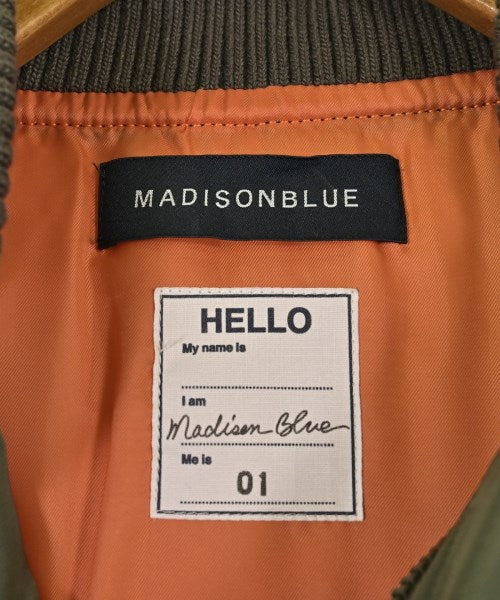 MADISONBLUE
HELLO
My name is
I am
Madison Blue
Me is
01